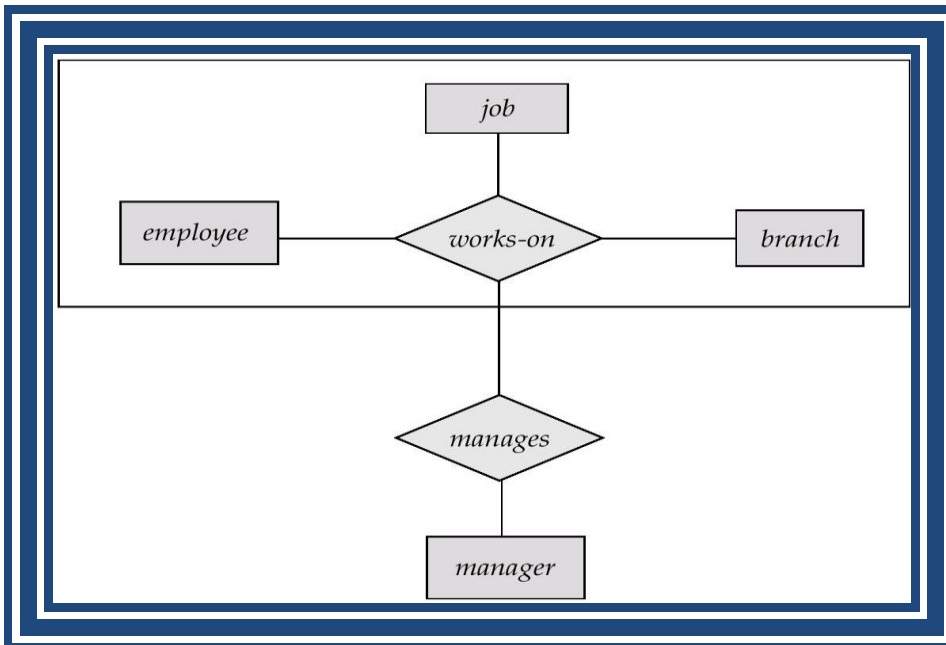 job
employee
works-on
branch
manages
manager